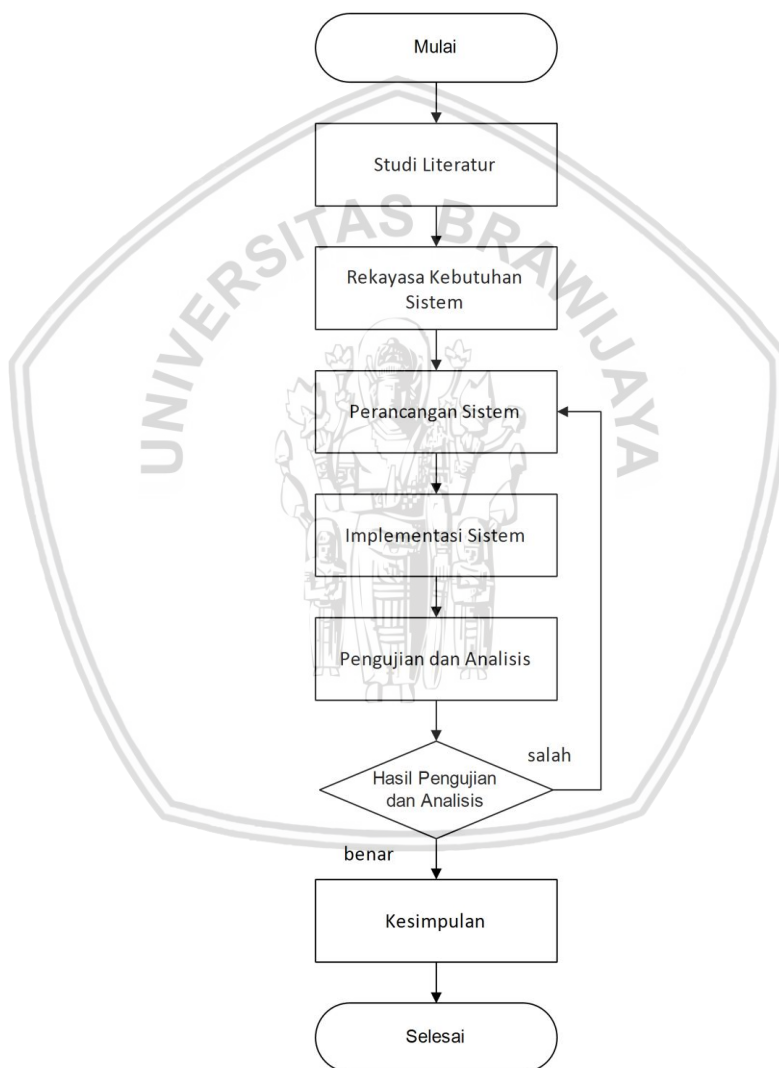 Mulai
Studi Literatur
UNIVERSITAS BRAWIJAYA
Rekayasa Kebutuhan
Sistem
Perancangan Sistem
Implementasi Sistem
Pengujian dan Analisis
salah
Hasil Pengujian
dan Analisis
benar
Kesimpulan
Selesai